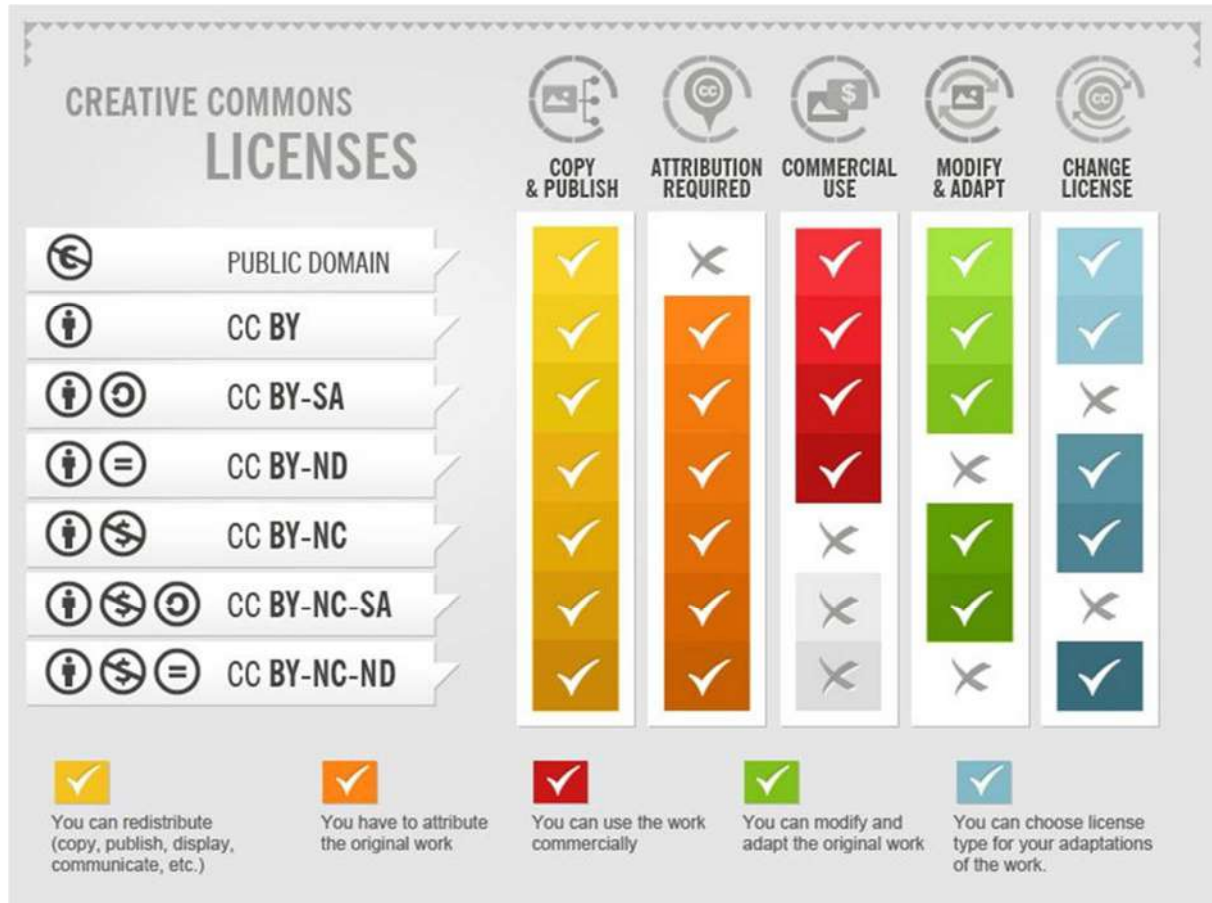 CREATIVE COMMONS
LICENSES
COPY
& PUBLISH
ATTRIBUTION
REQUIRED
COMMERCIAL
USE
MODIFY
& ADAPT
CHANGE
LICENSE
PUBLIC DOMAIN
CC BY
CC BY-SA
CC BY-ND
CC BY-NC
CC BY-NC-SA
CC BY-NC-ND
You can redistribute
(copy, publish, display,
communicate, etc.)
You have to attribute
the original work
You can use the work
commercially
You can modify and
adapt the original work
You can choose license
type for your adaptations
of the work.